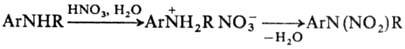 ArNHR —HNO₃, H₂O→ ArN⁺H₂R NO₃⁻ —−H₂O→ ArN(NO₂)R